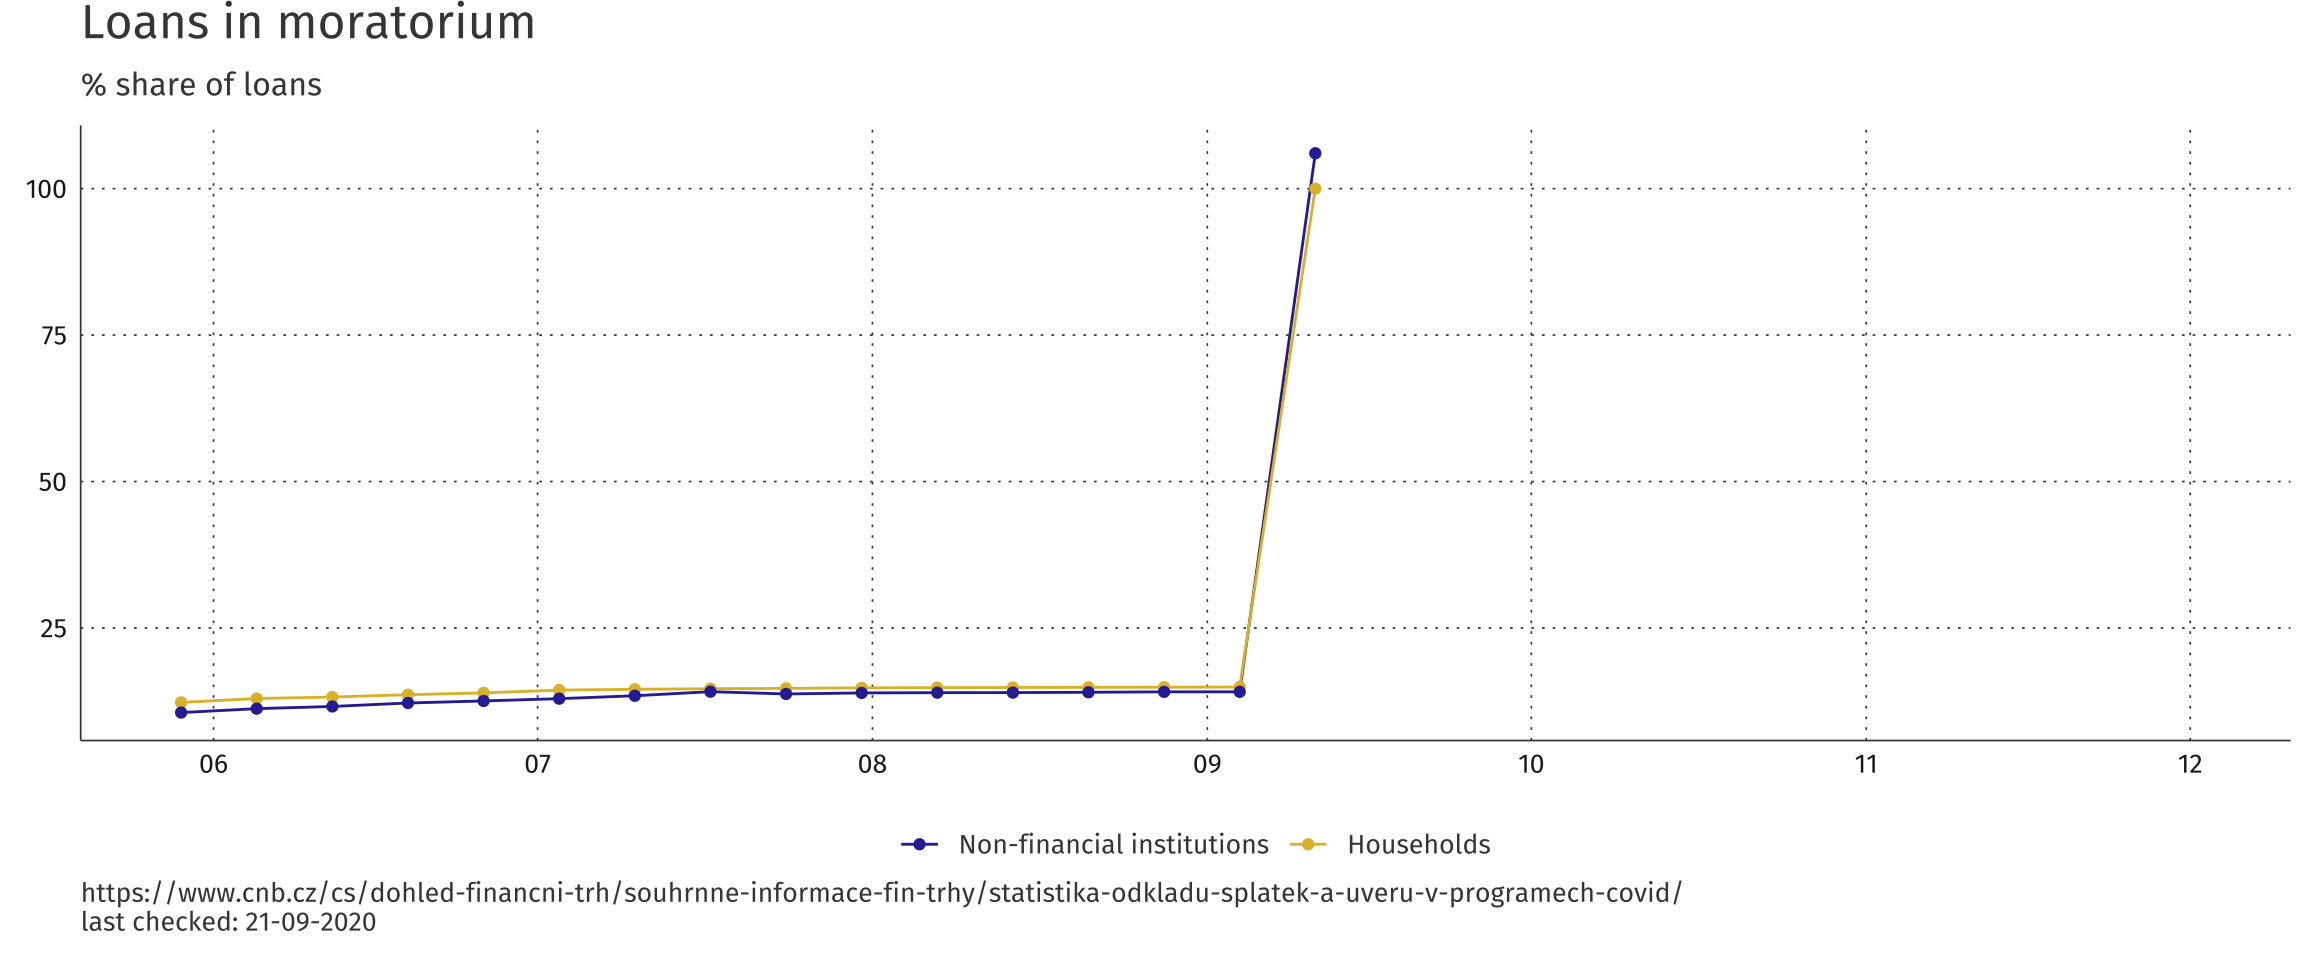 Loans in moratorium
% share of loans
100
75
50
25
06 07 08 09 10 11 12
Non-financial institutions Households
https://www.cnb.cz/cs/dohled-financni-trh/souhrnne-informace-fin-trhy/statistika-odkladu-splatek-a-uveru-v-programech-covid/
last checked: 21-09-2020